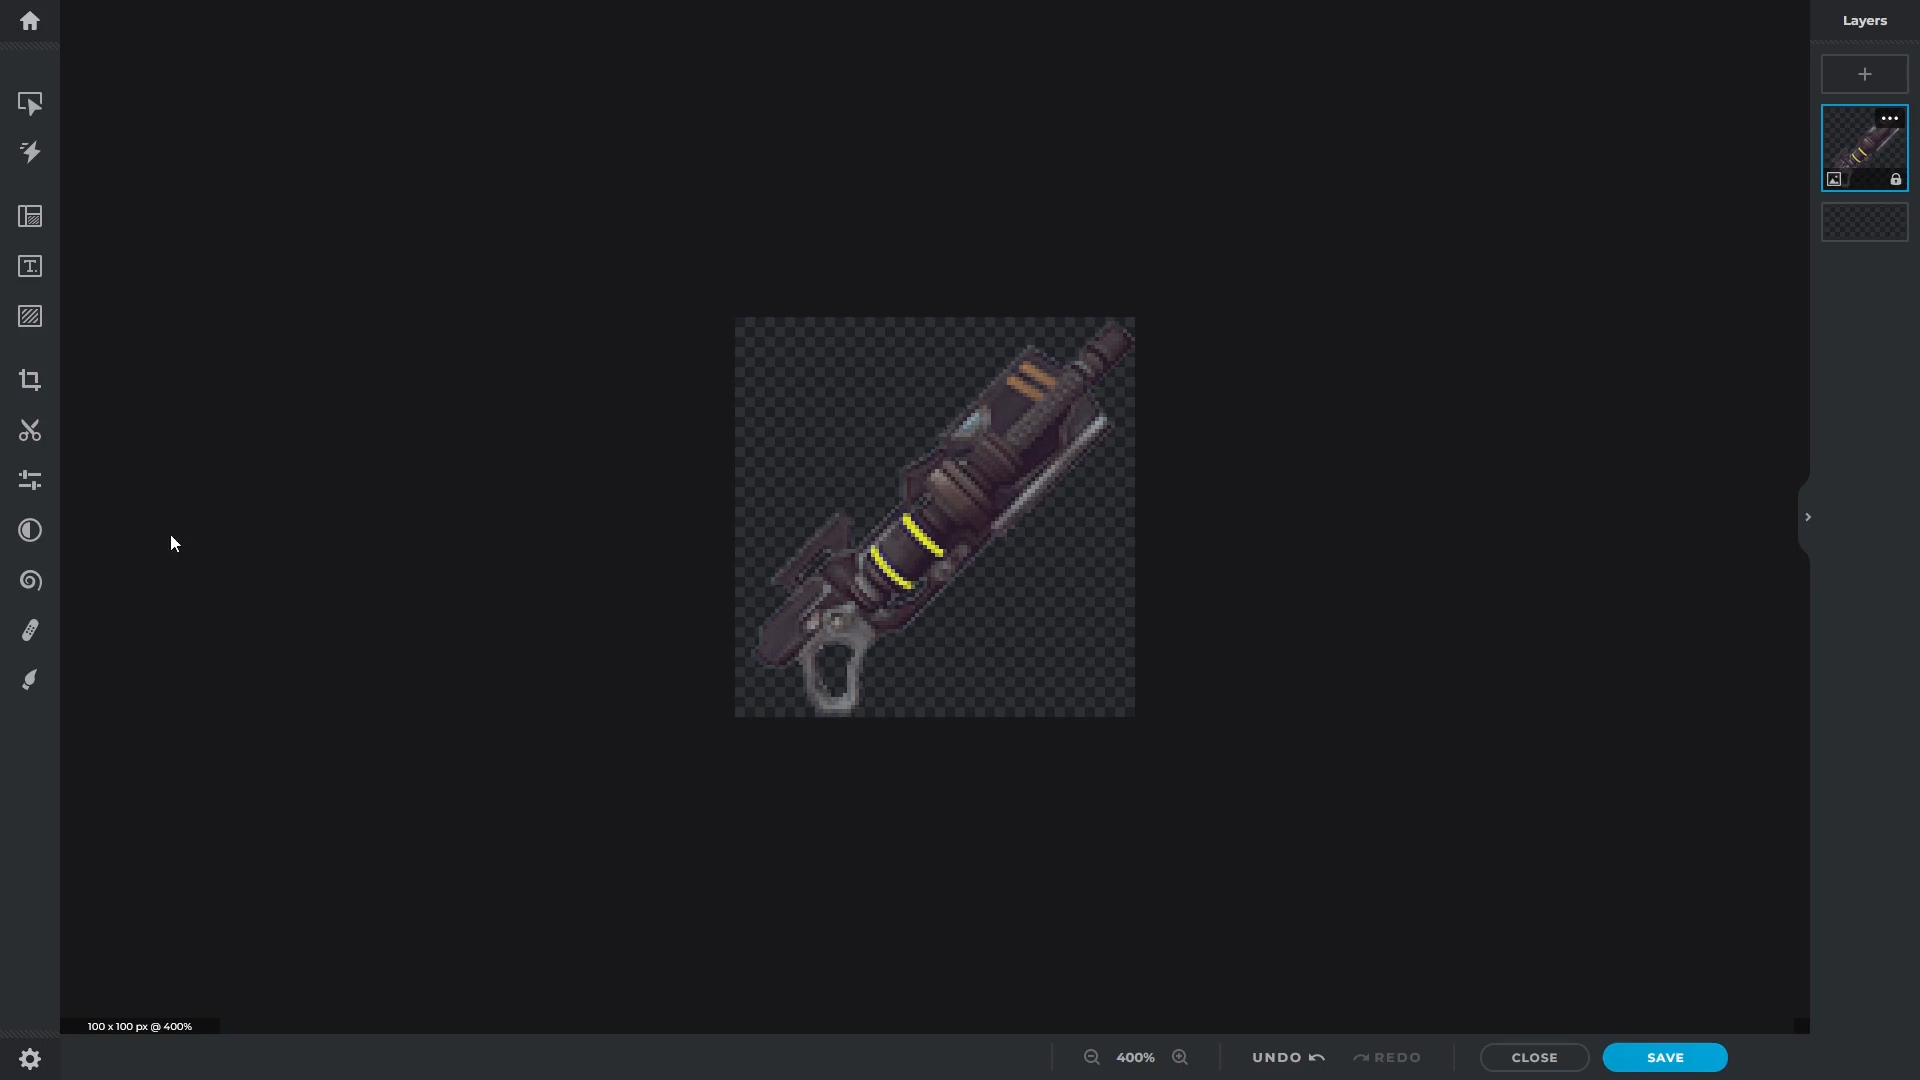 Layers
100 x 100 px @ 400%
400%
UNDO
REDO
CLOSE
SAVE